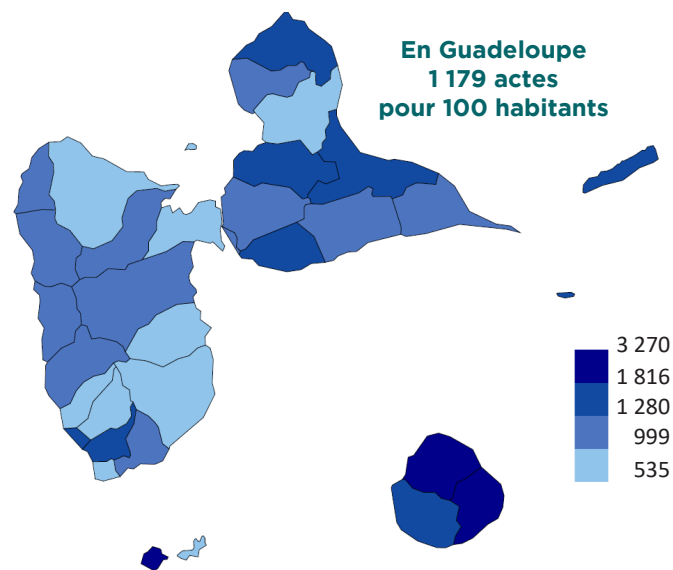 En Guadeloupe
1 179 actes
pour 100 habitants
3 270
1 816
1 280
999
535